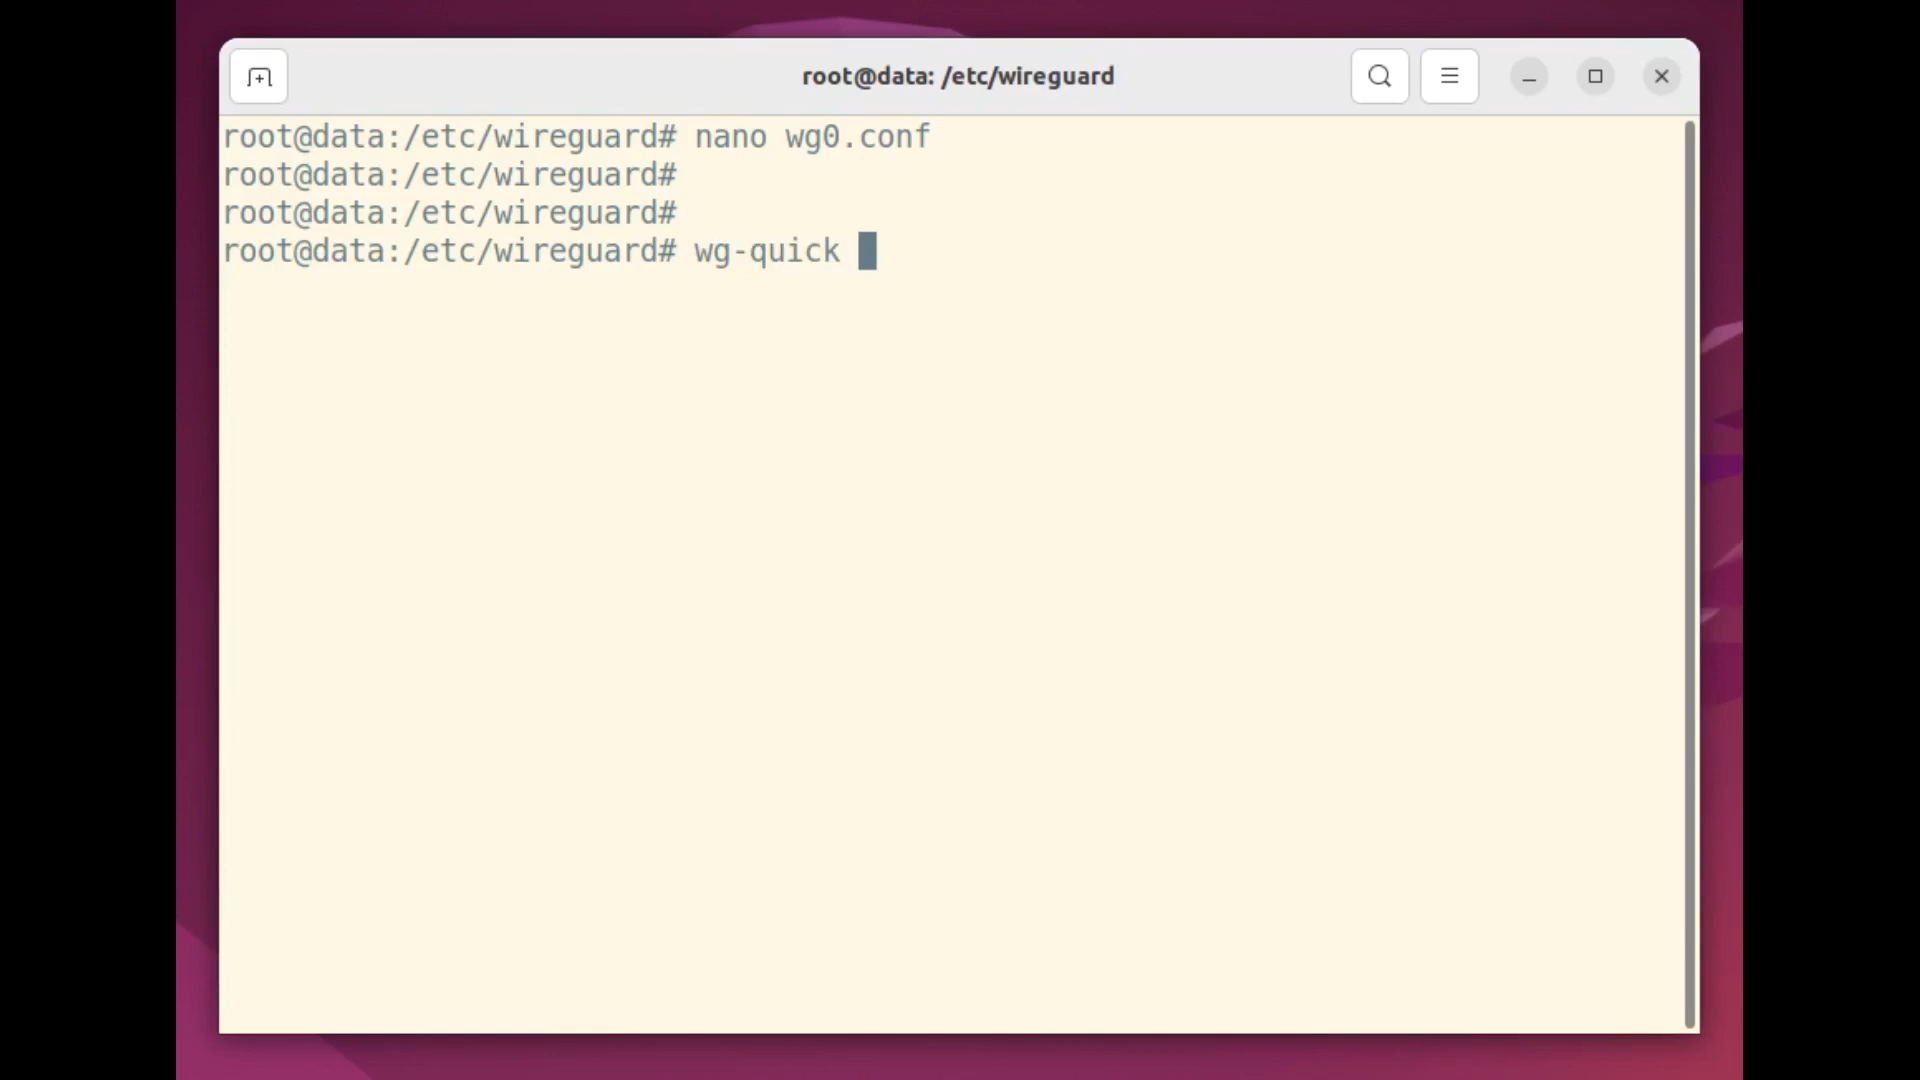 root@data: /etc/wireguard
root@data:/etc/wireguard# nano wg0.conf
root@data:/etc/wireguard#
root@data:/etc/wireguard#
root@data:/etc/wireguard# wg-quick